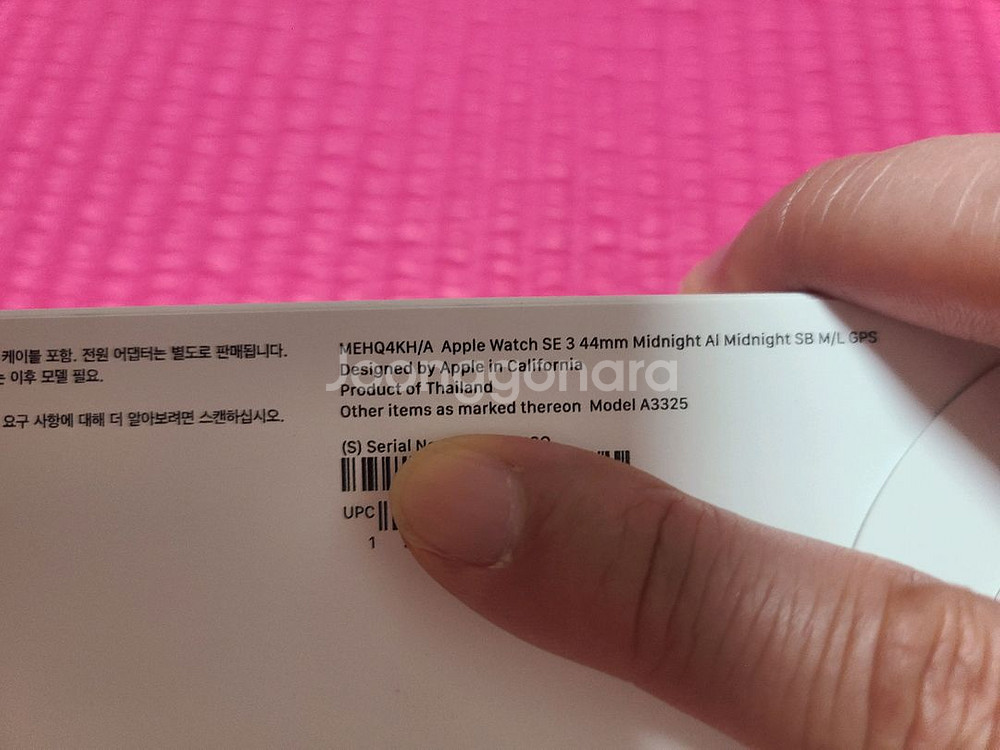 케이블 포함. 전원 어댑터는 별도로 판매됩니다.
이후 모델 필요.
요구 사항에 대해 더 알아보려면 스캔하십시오.
MEHQ4KH/A Apple Watch SE 3 44mm Midnight Al Midnight SB M/L GPS
Designed by Apple in California
Product of Thailand
Other items as marked thereon Model A3325
(S) Serial
UPC
1
Joonggonara